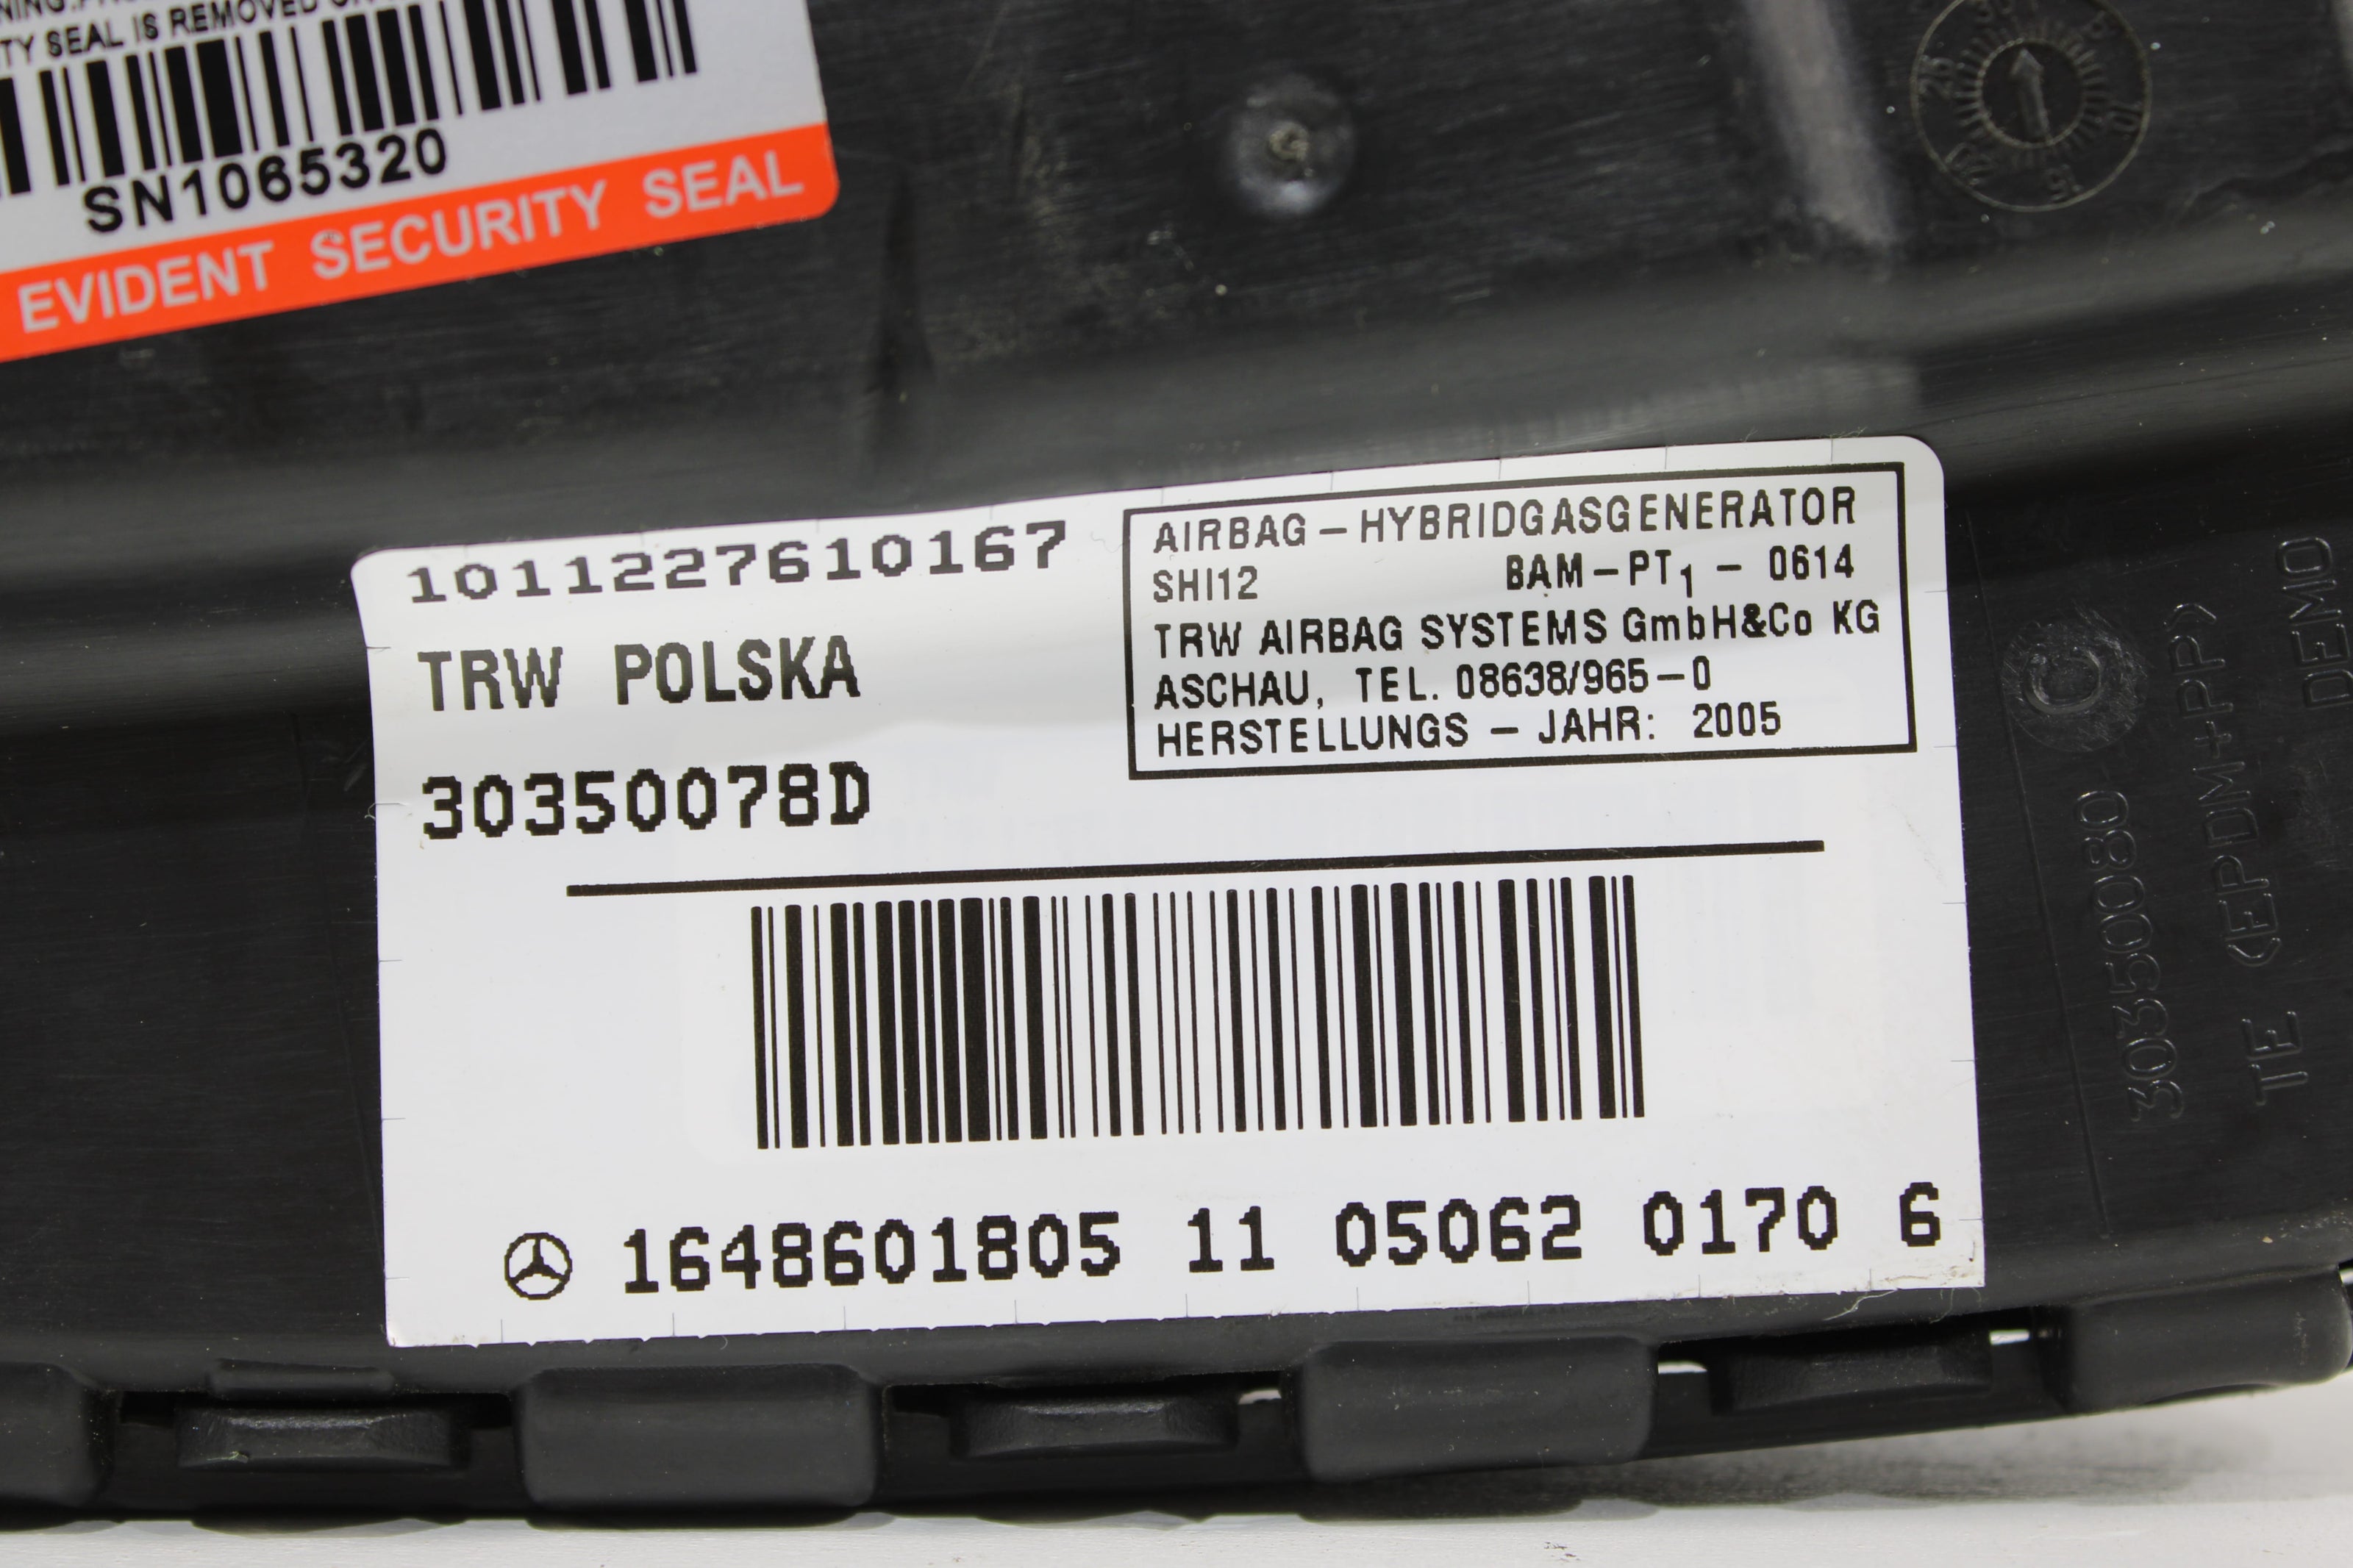 TY SEAL IS REMOVED
SN1065320
EVIDENT SECURITY SEAL
1011227610167
TRW POLSKA
30350078D
AIRBAG – HYBRIDGASGENERATOR
SHI12 BAM – PT1 – 0614
TRW AIRBAG SYSTEMS GmbH&Co KG
ASCHAU, TEL. 08638/965–0
HERSTELLUNGS – JAHR: 2005
1648601805 11 05062 0170 6
30350080
TE <EPDM+PP>
DEMO